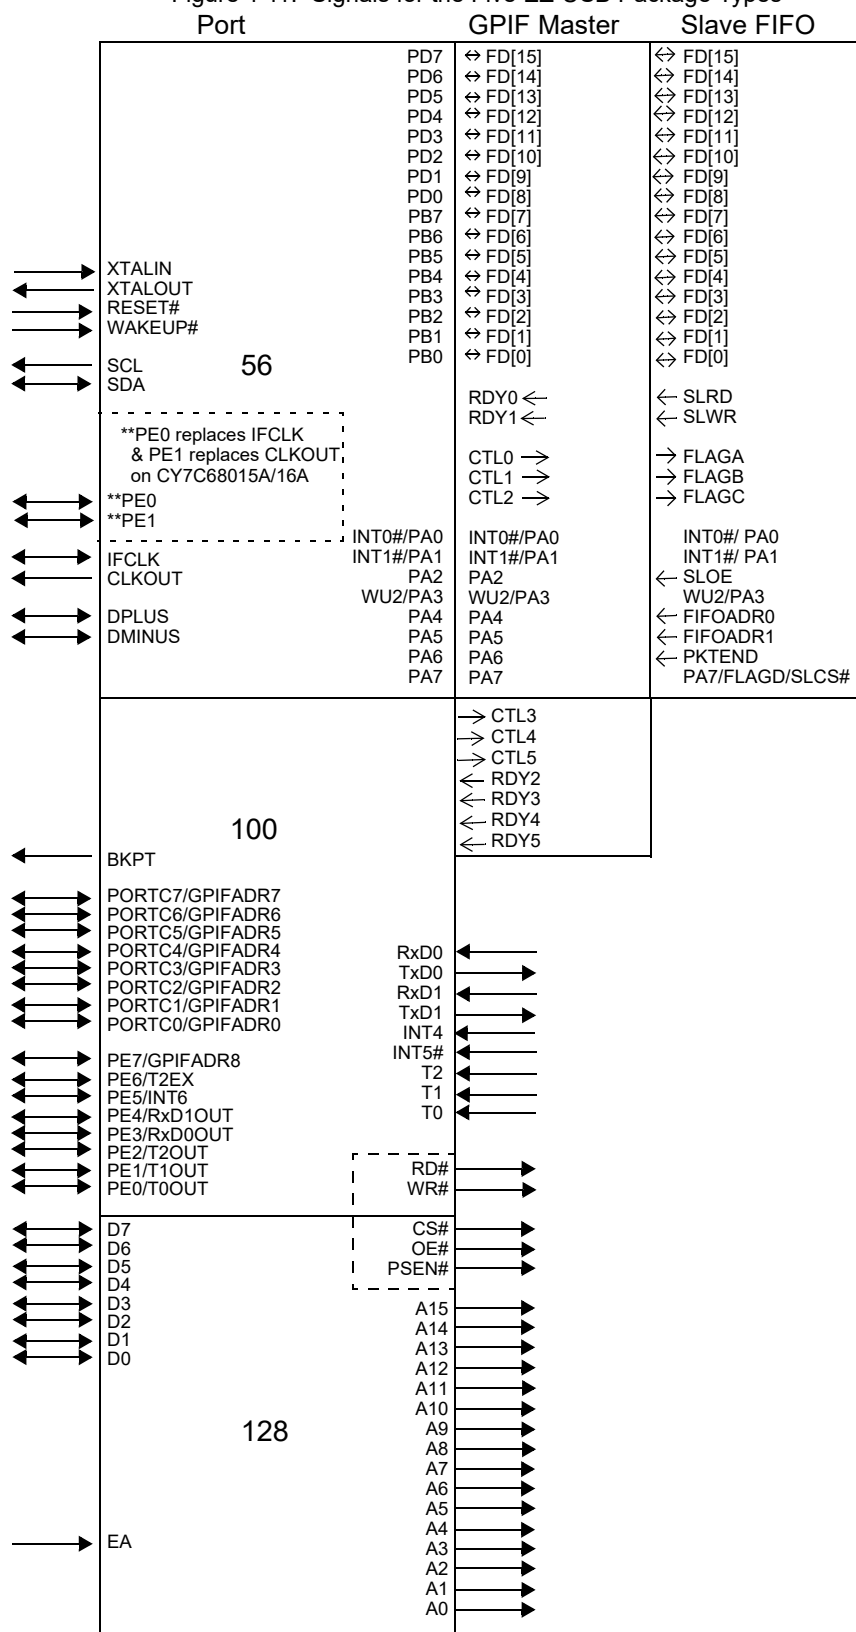 Figure 1-11. Signals for the Five EZ-USB Package Types
Port GPIF Master Slave FIFO
PD7 ↔ FD[15] ↔ FD[15]
PD6 ↔ FD[14] ↔ FD[14]
PD5 ↔ FD[13] ↔ FD[13]
PD4 ↔ FD[12] ↔ FD[12]
PD3 ↔ FD[11] ↔ FD[11]
PD2 ↔ FD[10] ↔ FD[10]
PD1 ↔ FD[9] ↔ FD[9]
PD0 ↔ FD[8] ↔ FD[8]
PB7 ↔ FD[7] ↔ FD[7]
PB6 ↔ FD[6] ↔ FD[6]
PB5 ↔ FD[5] ↔ FD[5]
PB4 ↔ FD[4] ↔ FD[4]
PB3 ↔ FD[3] ↔ FD[3]
PB2 ↔ FD[2] ↔ FD[2]
PB1 ↔ FD[1] ↔ FD[1]
PB0 ↔ FD[0] ↔ FD[0]
XTALIN
XTALOUT
RESET#
WAKEUP#
SCL
SDA
56
RDY0 ← ← SLRD
RDY1 ← ← SLWR
**PE0 replaces IFCLK
& PE1 replaces CLKOUT
on CY7C68015A/16A
**PE0
**PE1
CTL0 → → FLAGA
CTL1 → → FLAGB
CTL2 → → FLAGC
IFCLK
CLKOUT
DPLUS
DMINUS
INT0#/PA0 INT0#/PA0 INT0#/ PA0
INT1#/PA1 INT1#/PA1 INT1#/ PA1
PA2 PA2 ← SLOE
WU2/PA3 WU2/PA3 WU2/PA3
PA4 PA4 ← FIFOADR0
PA5 PA5 ← FIFOADR1
PA6 PA6 ← PKTEND
PA7 PA7 PA7/FLAGD/SLCS#
→ CTL3
→ CTL4
→ CTL5
← RDY2
← RDY3
← RDY4
← RDY5
100
BKPT
PORTC7/GPIFADR7
PORTC6/GPIFADR6
PORTC5/GPIFADR5
PORTC4/GPIFADR4
PORTC3/GPIFADR3
PORTC2/GPIFADR2
PORTC1/GPIFADR1
PORTC0/GPIFADR0
PE7/GPIFADR8
PE6/T2EX
PE5/INT6
PE4/RxD1OUT
PE3/RxD0OUT
PE2/T2OUT
PE1/T1OUT
PE0/T0OUT
RxD0
TxD0
RxD1
TxD1
INT4
INT5#
T2
T1
T0
RD#
WR#
CS#
OE#
PSEN#
D7
D6
D5
D4
D3
D2
D1
D0
128
EA
A15
A14
A13
A12
A11
A10
A9
A8
A7
A6
A5
A4
A3
A2
A1
A0